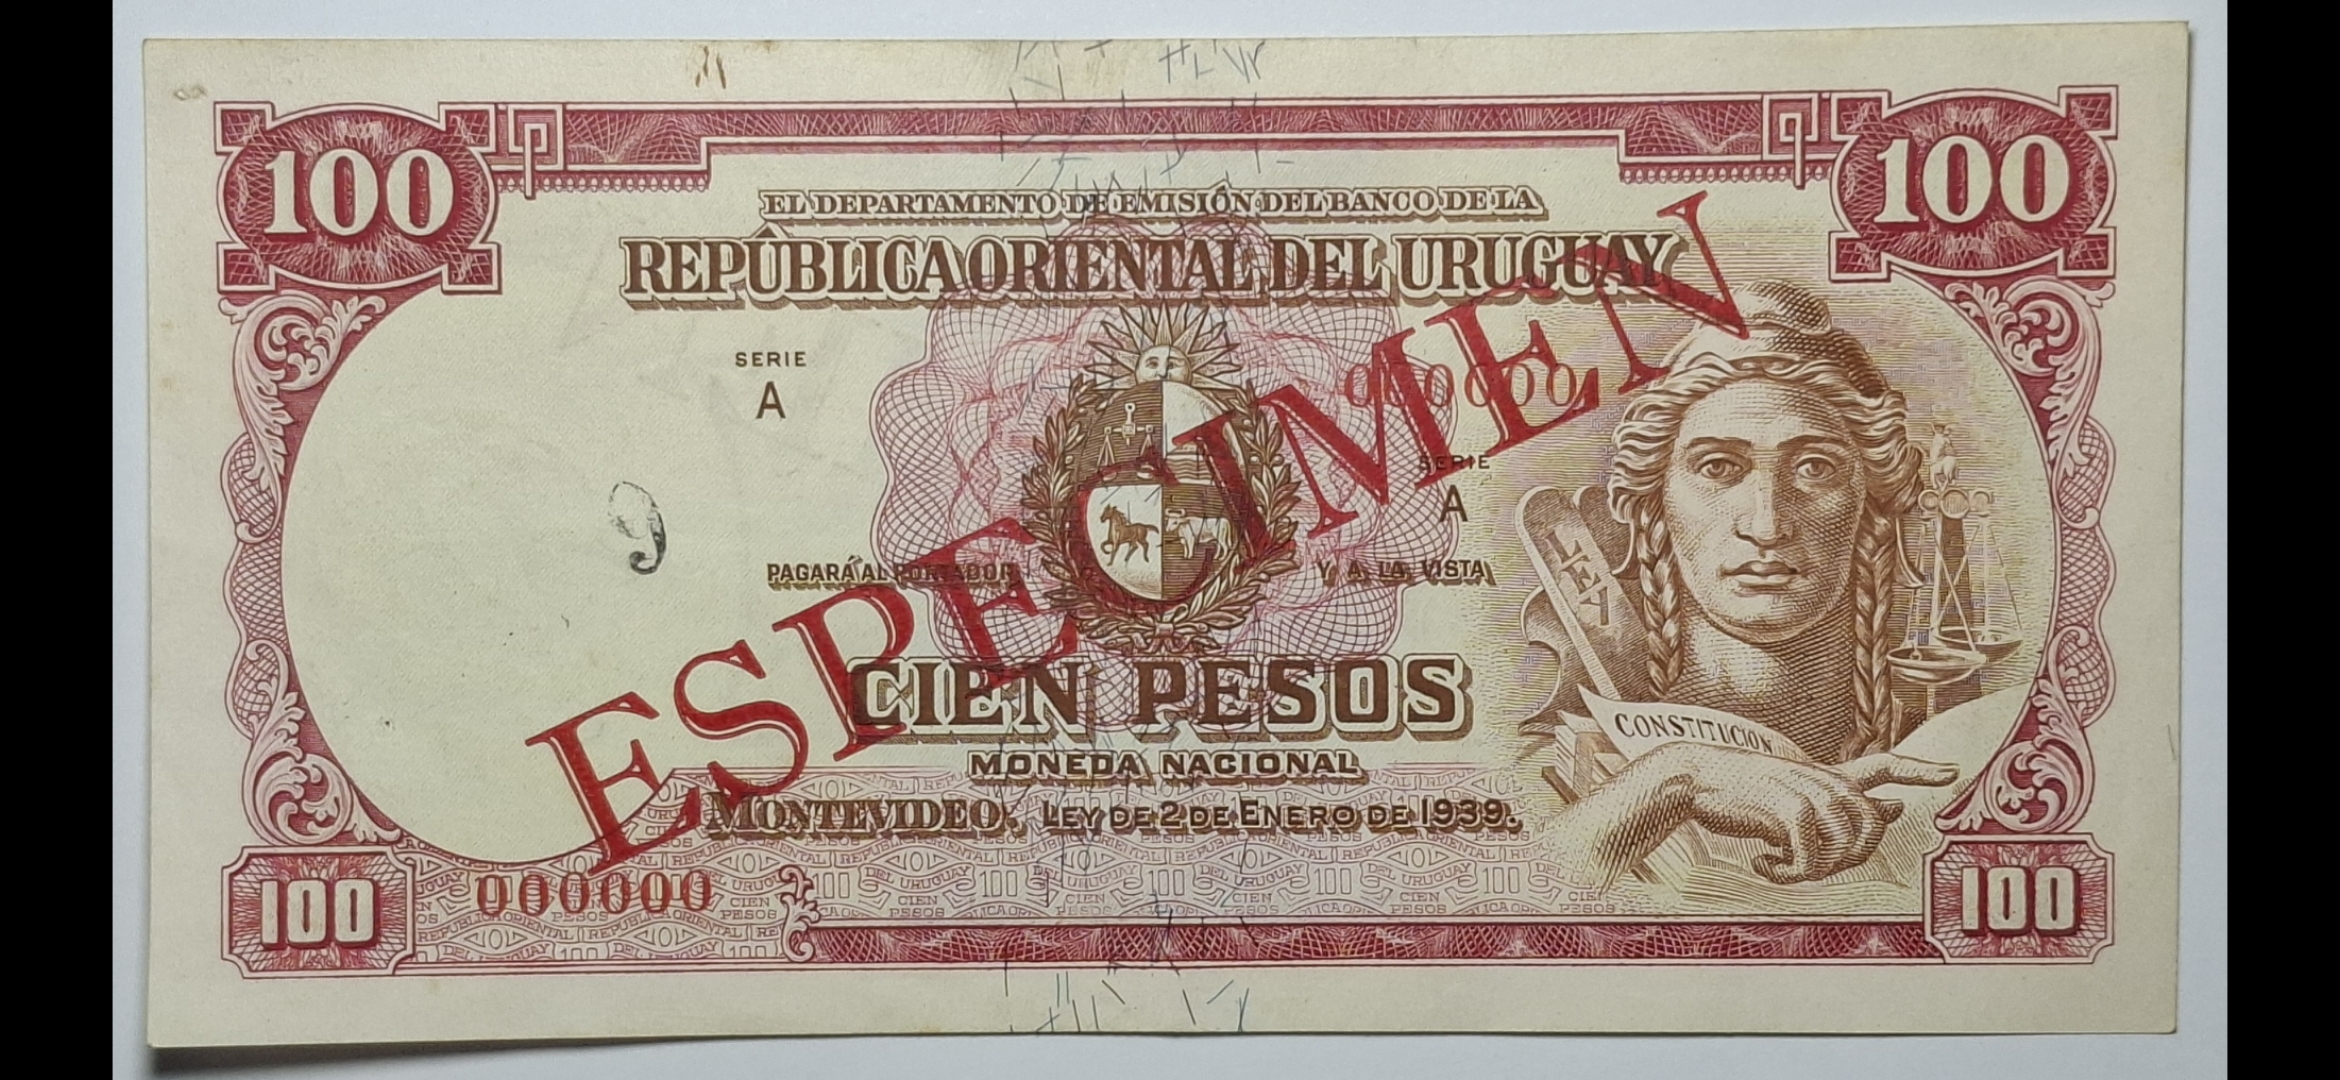 100
100
EL DEPARTAMENTO DE EMISIÓN DEL BANCO DE LA
REPÚBLICA ORIENTAL DEL URUGUAY
SERIE
A
000000
SERIE
A
LEY
PAGARÁ AL PORTADOR Y A LA VISTA
ESPECIMEN
CIEN PESOS
CONSTITUCION
MONEDA NACIONAL
MONTEVIDEO. LEY DE 2 DE ENERO DE 1939.
000000
100
100